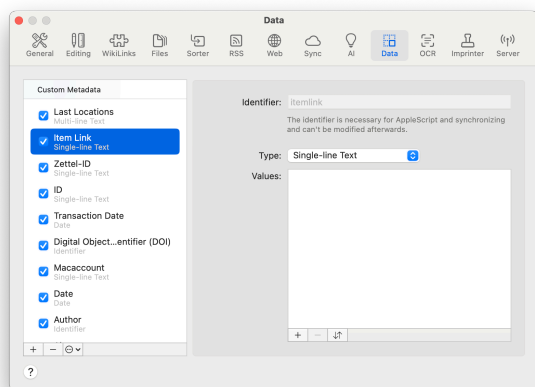 Data
General Editing WikiLinks Files Sorter RSS Web Sync AI Data OCR Imprinter Server
Custom Metadata
Last Locations
Multi-line Text
Item Link
Single-line Text
Zettel-ID
Single-line Text
ID
Single-line Text
Transaction Date
Date
Digital Object...entifier (DOI)
Identifier
Macaccount
Single-line Text
Date
Date
Author
Identifier
Identifier: itemlink
The identifier is necessary for AppleScript and synchronizing
and can't be modified afterwards.
Type: Single-line Text
Values:
?